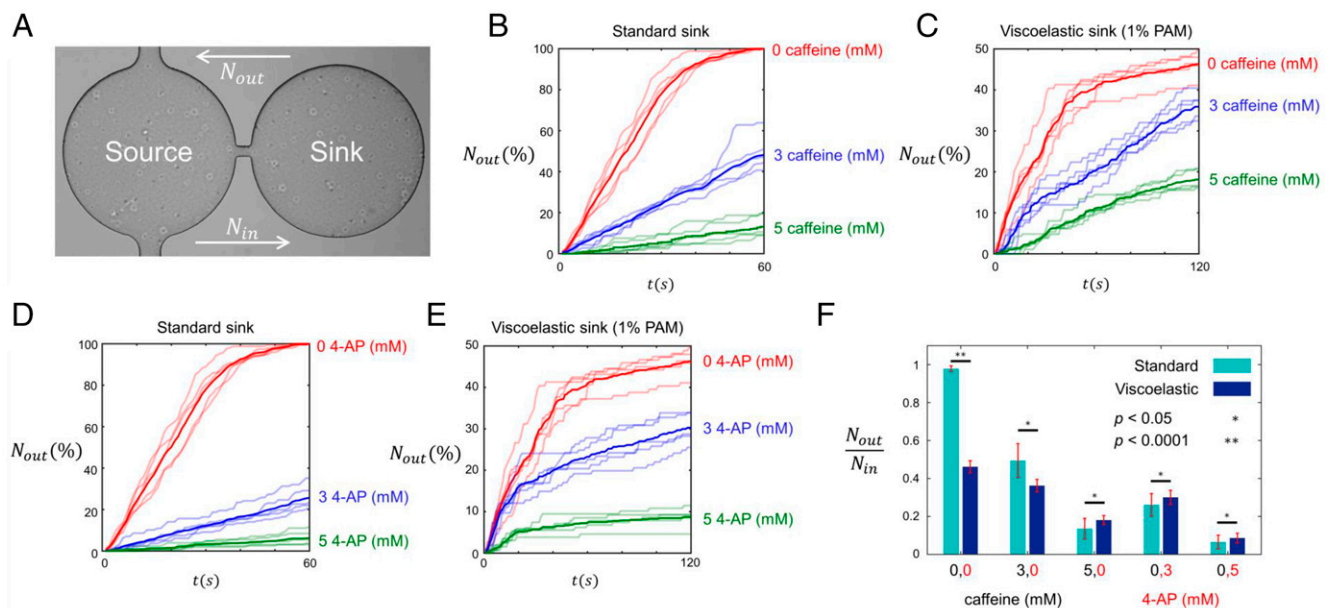 A
N_out
Source
Sink
N_in
B
Standard sink
100
80
60
40
20
0
N_out(%)
0 caffeine (mM)
3 caffeine (mM)
5 caffeine (mM)
0
60
t(s)
C
Viscoelastic sink (1% PAM)
50
40
30
20
10
0
N_out(%)
0 caffeine (mM)
3 caffeine (mM)
5 caffeine (mM)
0
120
t(s)
D
Standard sink
100
80
60
40
20
0
N_out(%)
0 4-AP (mM)
3 4-AP (mM)
5 4-AP (mM)
0
60
t(s)
E
Viscoelastic sink (1% PAM)
50
40
30
20
10
0
N_out(%)
0 4-AP (mM)
3 4-AP (mM)
5 4-AP (mM)
0
120
t(s)
F
1
0.8
0.6
0.4
0.2
0
N_out
N_in
Standard
Viscoelastic
p < 0.05 *
p < 0.0001 **
**
*
*
*
*
0,0 3,0 5,0 0,3 0,5
caffeine (mM) 4-AP (mM)